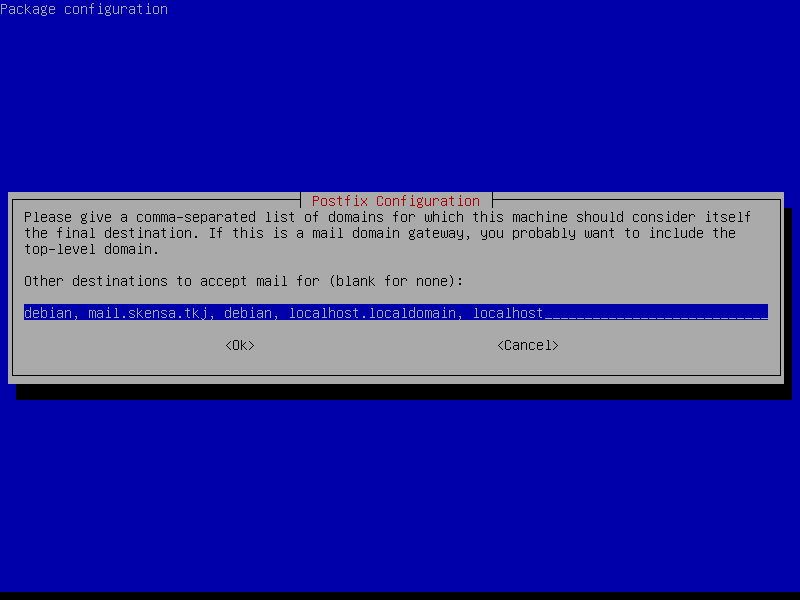 Package configuration
Postfix Configuration
Please give a comma-separated list of domains for which this machine should consider itself
the final destination. If this is a mail domain gateway, you probably want to include the
top-level domain.
Other destinations to accept mail for (blank for none):
debian, mail.skensa.tkj, debian, localhost.localdomain, localhost____________________________
<Ok> <Cancel>